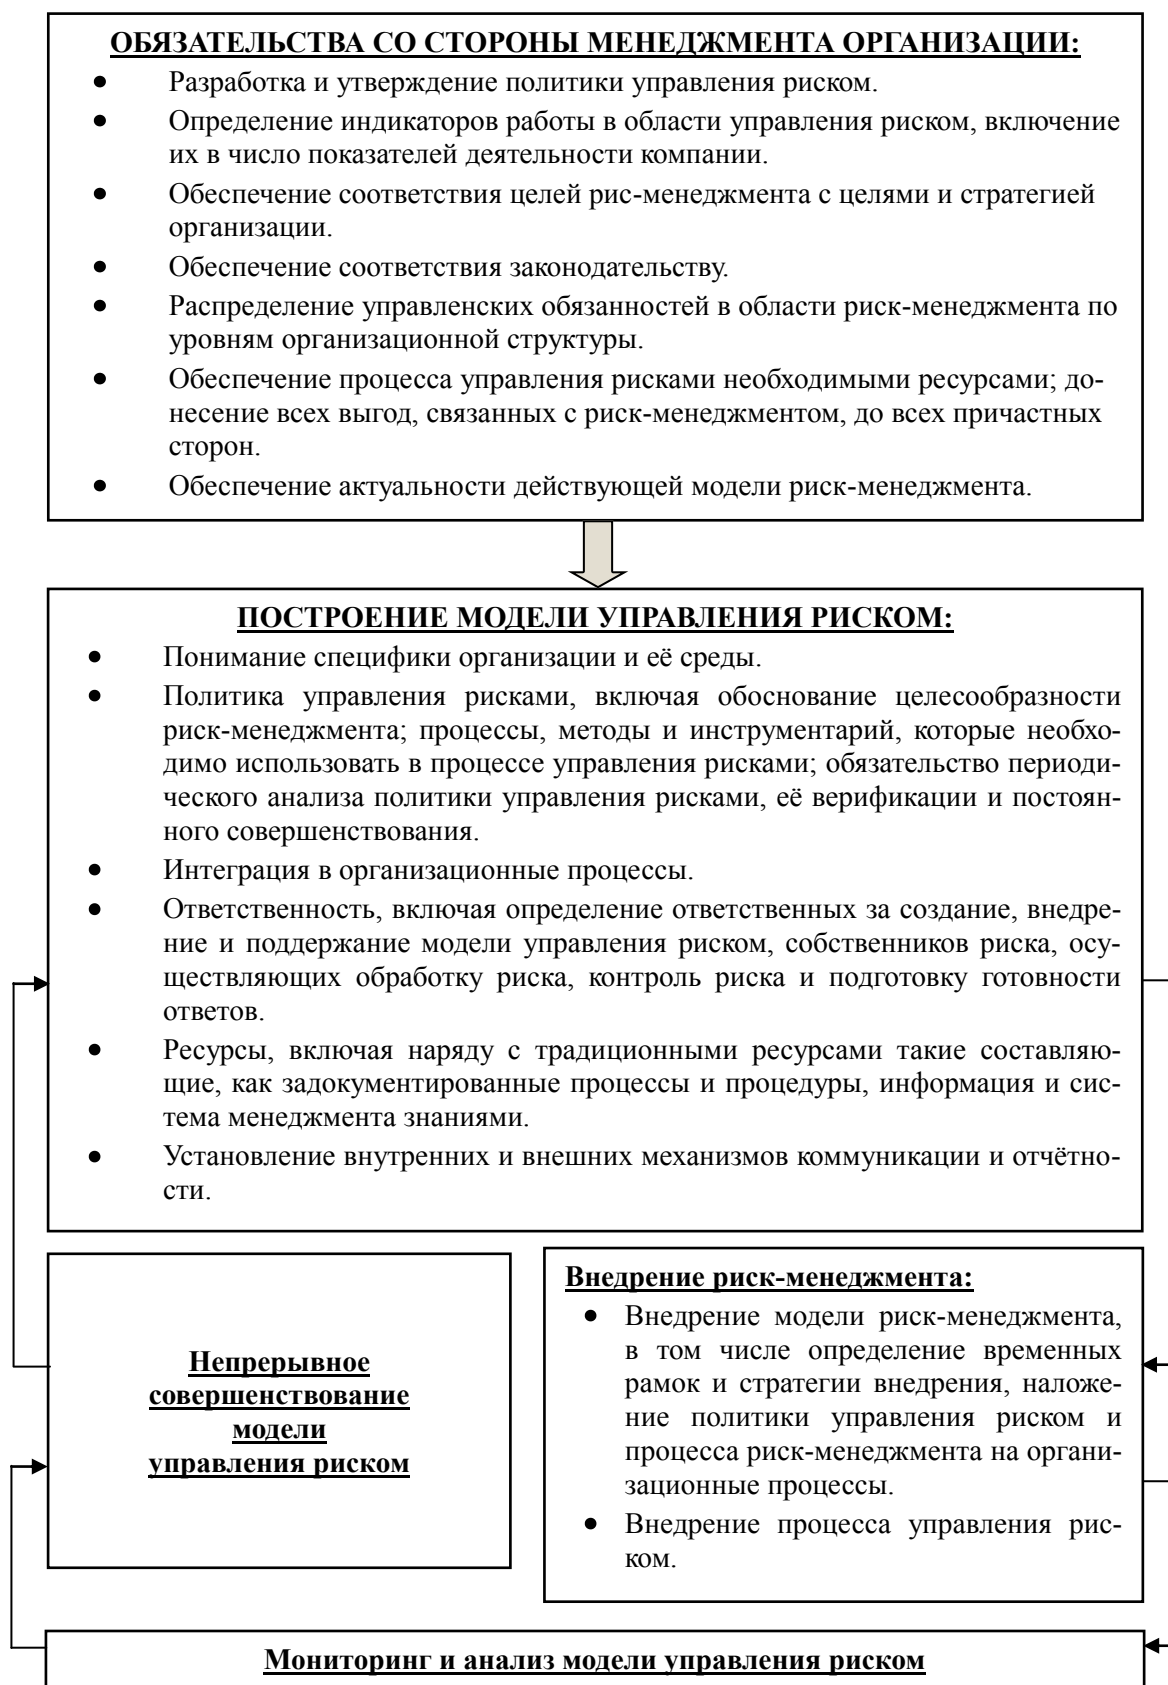 ОБЯЗАТЕЛЬСТВА СО СТОРОНЫ МЕНЕДЖМЕНТА ОРГАНИЗАЦИИ:
● Разработка и утверждение политики управления риском.
● Определение индикаторов работы в области управления риском, включение
их в число показателей деятельности компании.
● Обеспечение соответствия целей рис-менеджмента с целями и стратегией
организации.
● Обеспечение соответствия законодательству.
● Распределение управленских обязанностей в области риск-менеджмента по
уровням организационной структуры.
● Обеспечение процесса управления рисками необходимыми ресурсами; до-
несение всех выгод, связанных с риск-менеджментом, до всех причастных
сторон.
● Обеспечение актуальности действующей модели риск-менеджмента.
ПОСТРОЕНИЕ МОДЕЛИ УПРАВЛЕНИЯ РИСКОМ:
● Понимание специфики организации и её среды.
● Политика управления рисками, включая обоснование целесообразности
риск-менеджмента; процессы, методы и инструментарий, которые необхо-
димо использовать в процессе управления рисками; обязательство периоди-
ческого анализа политики управления рисками, её верификации и постоян-
ного совершенствования.
● Интеграция в организационные процессы.
● Ответственность, включая определение ответственных за создание, внедре-
ние и поддержание модели управления риском, собственников риска, осу-
ществляющих обработку риска, контроль риска и подготовку готовности
ответов.
● Ресурсы, включая наряду с традиционными ресурсами такие составляю-
щие, как задокументированные процессы и процедуры, информация и сис-
тема менеджмента знаниями.
● Установление внутренних и внешних механизмов коммуникации и отчётно-
сти.
Непрерывное
совершенствование
модели
управления риском
Внедрение риск-менеджмента:
● Внедрение модели риск-менеджмента,
в том числе определение временных
рамок и стратегии внедрения, наложе-
ние политики управления риском и
процесса риск-менеджмента на органи-
зационные процессы.
● Внедрение процесса управления рис-
ком.
Мониторинг и анализ модели управления риском